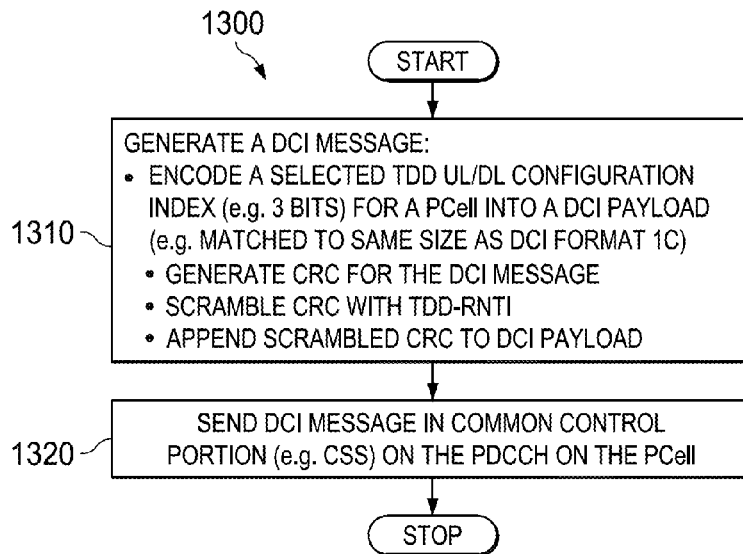 1300
START
GENERATE A DCI MESSAGE:
• ENCODE A SELECTED TDD UL/DL CONFIGURATION
INDEX (e.g. 3 BITS) FOR A PCell INTO A DCI PAYLOAD
(e.g. MATCHED TO SAME SIZE AS DCI FORMAT 1C)
• GENERATE CRC FOR THE DCI MESSAGE
• SCRAMBLE CRC WITH TDD-RNTI
• APPEND SCRAMBLED CRC TO DCI PAYLOAD
1310
SEND DCI MESSAGE IN COMMON CONTROL
PORTION (e.g. CSS) ON THE PDCCH ON THE PCell
1320
STOP